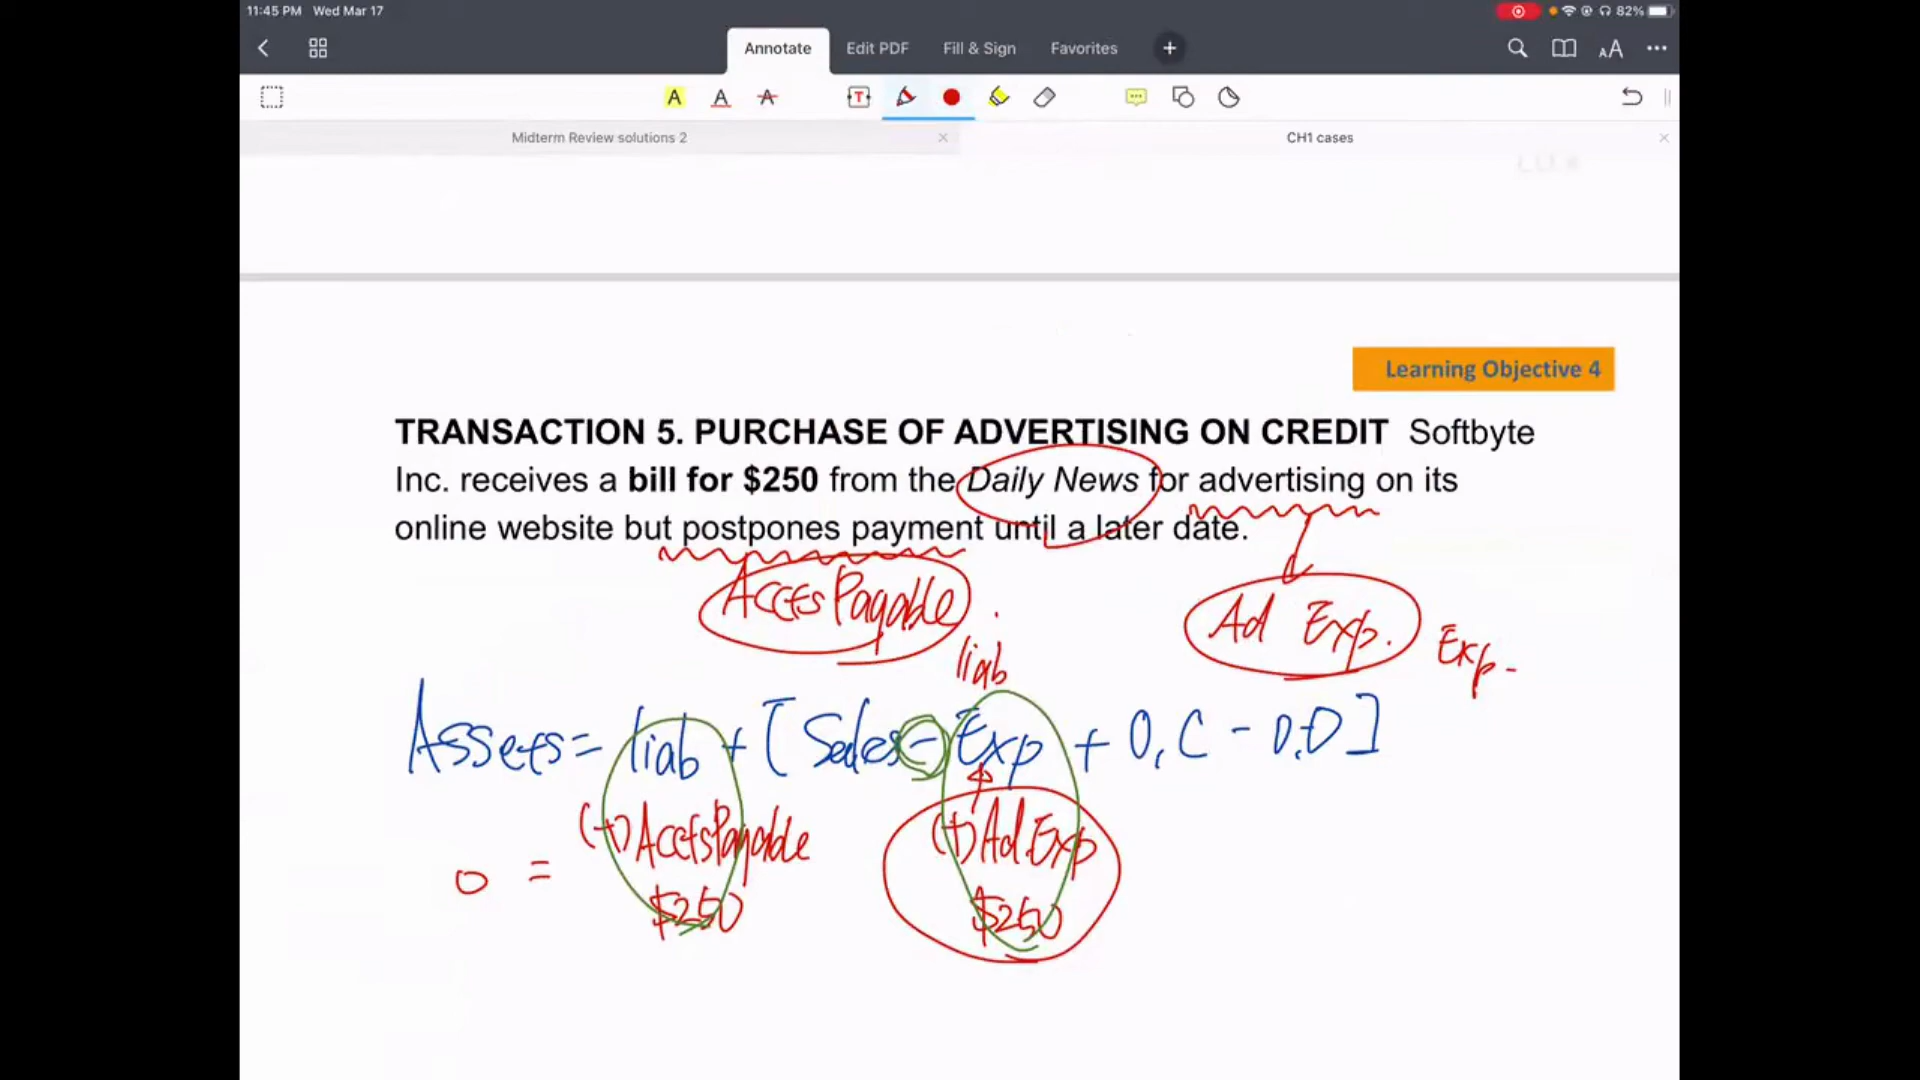 11:45 PM Wed Mar 17 82%
Annotate Edit PDF Fill & Sign Favorites
A A A T AA
Midterm Review solutions 2 CH1 cases
Learning Objective 4
TRANSACTION 5. PURCHASE OF ADVERTISING ON CREDIT Softbyte
Inc. receives a bill for $250 from the Daily News for advertising on its
online website but postpones payment until a later date.
Accts Payable Ad Exp. Exp -
liab
Assets = liab + [Sales - Exp + O.C - O.D]
(+) Accts Payable (+) Ad.Exp
0 =
$250 $250